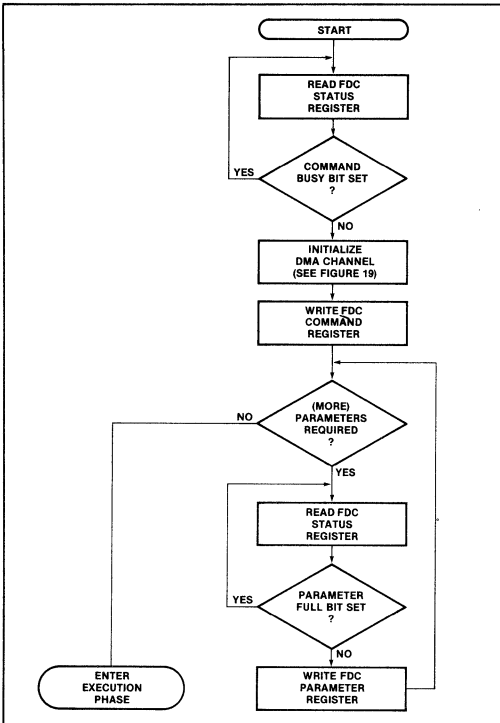 START
READ FDC
STATUS
REGISTER
YES
COMMAND
BUSY BIT SET
?
NO
INITIALIZE
DMA CHANNEL
(SEE FIGURE 19)
WRITE FDC
COMMAND
REGISTER
NO
(MORE)
PARAMETERS
REQUIRED
?
YES
READ FDC
STATUS
REGISTER
YES
PARAMETER
FULL BIT SET
?
NO
ENTER
EXECUTION
PHASE
WRITE FDC
PARAMETER
REGISTER